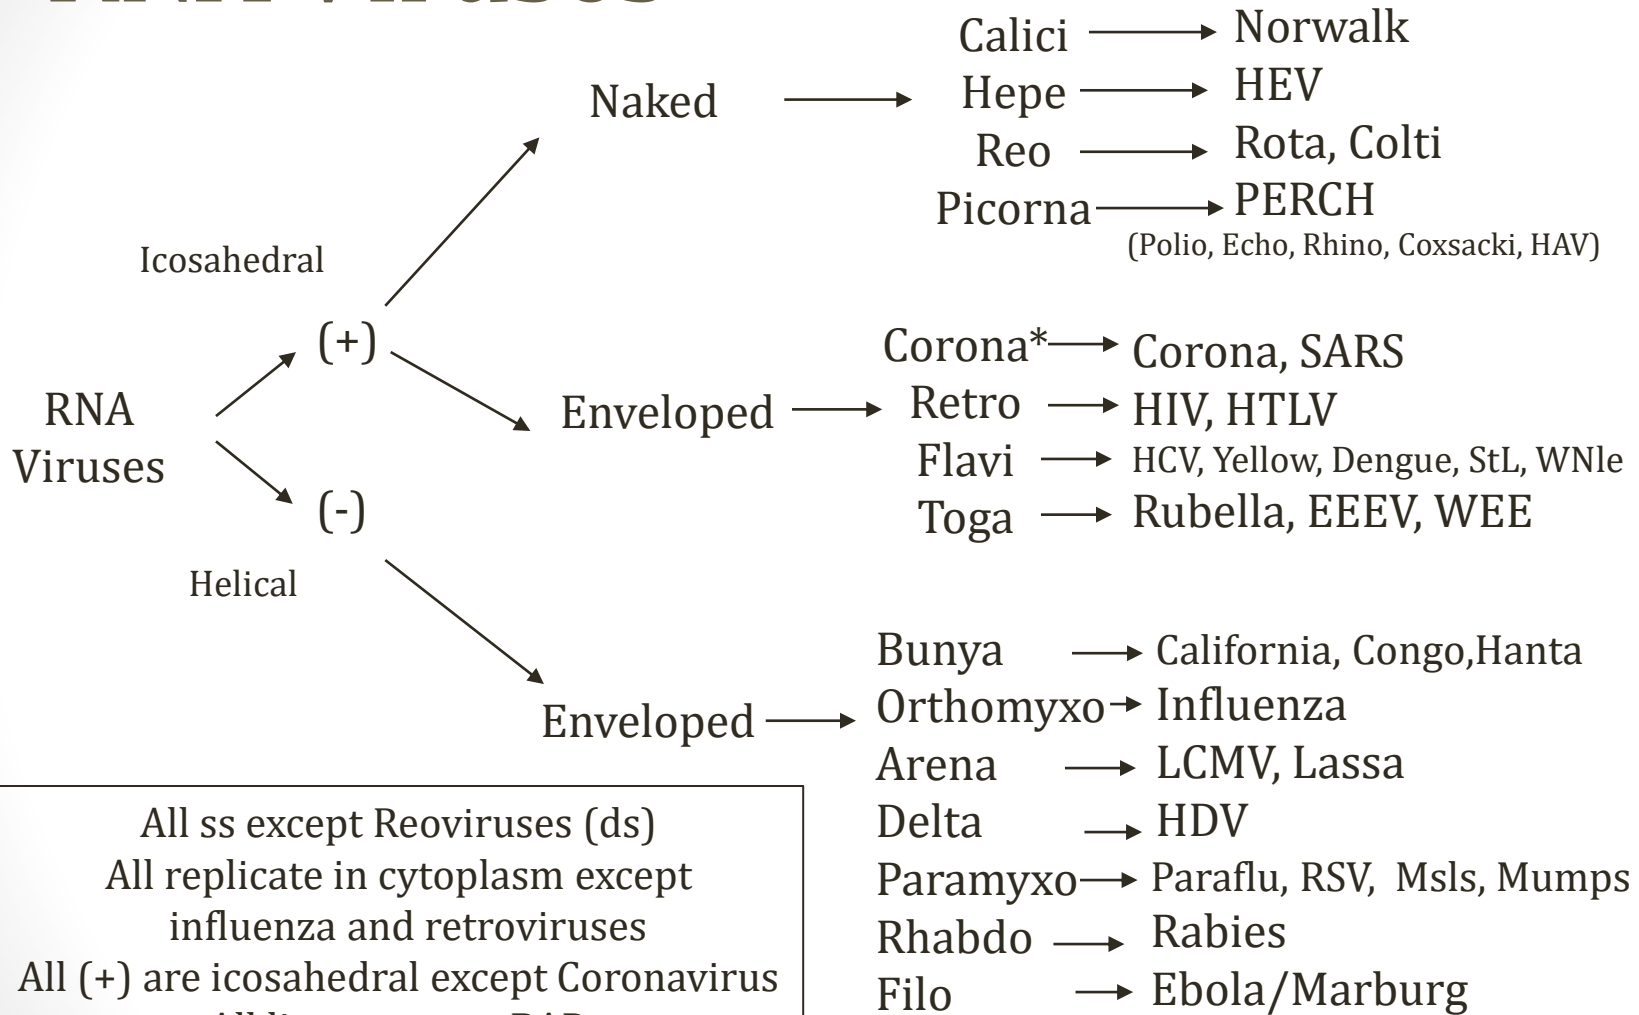 RNA Viruses
Calici → Norwalk
Hepe → HEV
Naked → Reo → Rota, Colti
Picorna → PERCH
(Polio, Echo, Rhino, Coxsacki, HAV)
Icosahedral
(+)
Corona* → Corona, SARS
Enveloped → Retro → HIV, HTLV
Flavi → HCV, Yellow, Dengue, StL, WNle
Toga → Rubella, EEEV, WEE
RNA
Viruses
(-)
Helical
Bunya → California, Congo,Hanta
Enveloped → Orthomyxo → Influenza
Arena → LCMV, Lassa
Delta → HDV
Paramyxo → Paraflu, RSV, Msls, Mumps
Rhabdo → Rabies
Filo → Ebola/Marburg
All ss except Reoviruses (ds)
All replicate in cytoplasm except
influenza and retroviruses
All (+) are icosahedral except Coronavirus